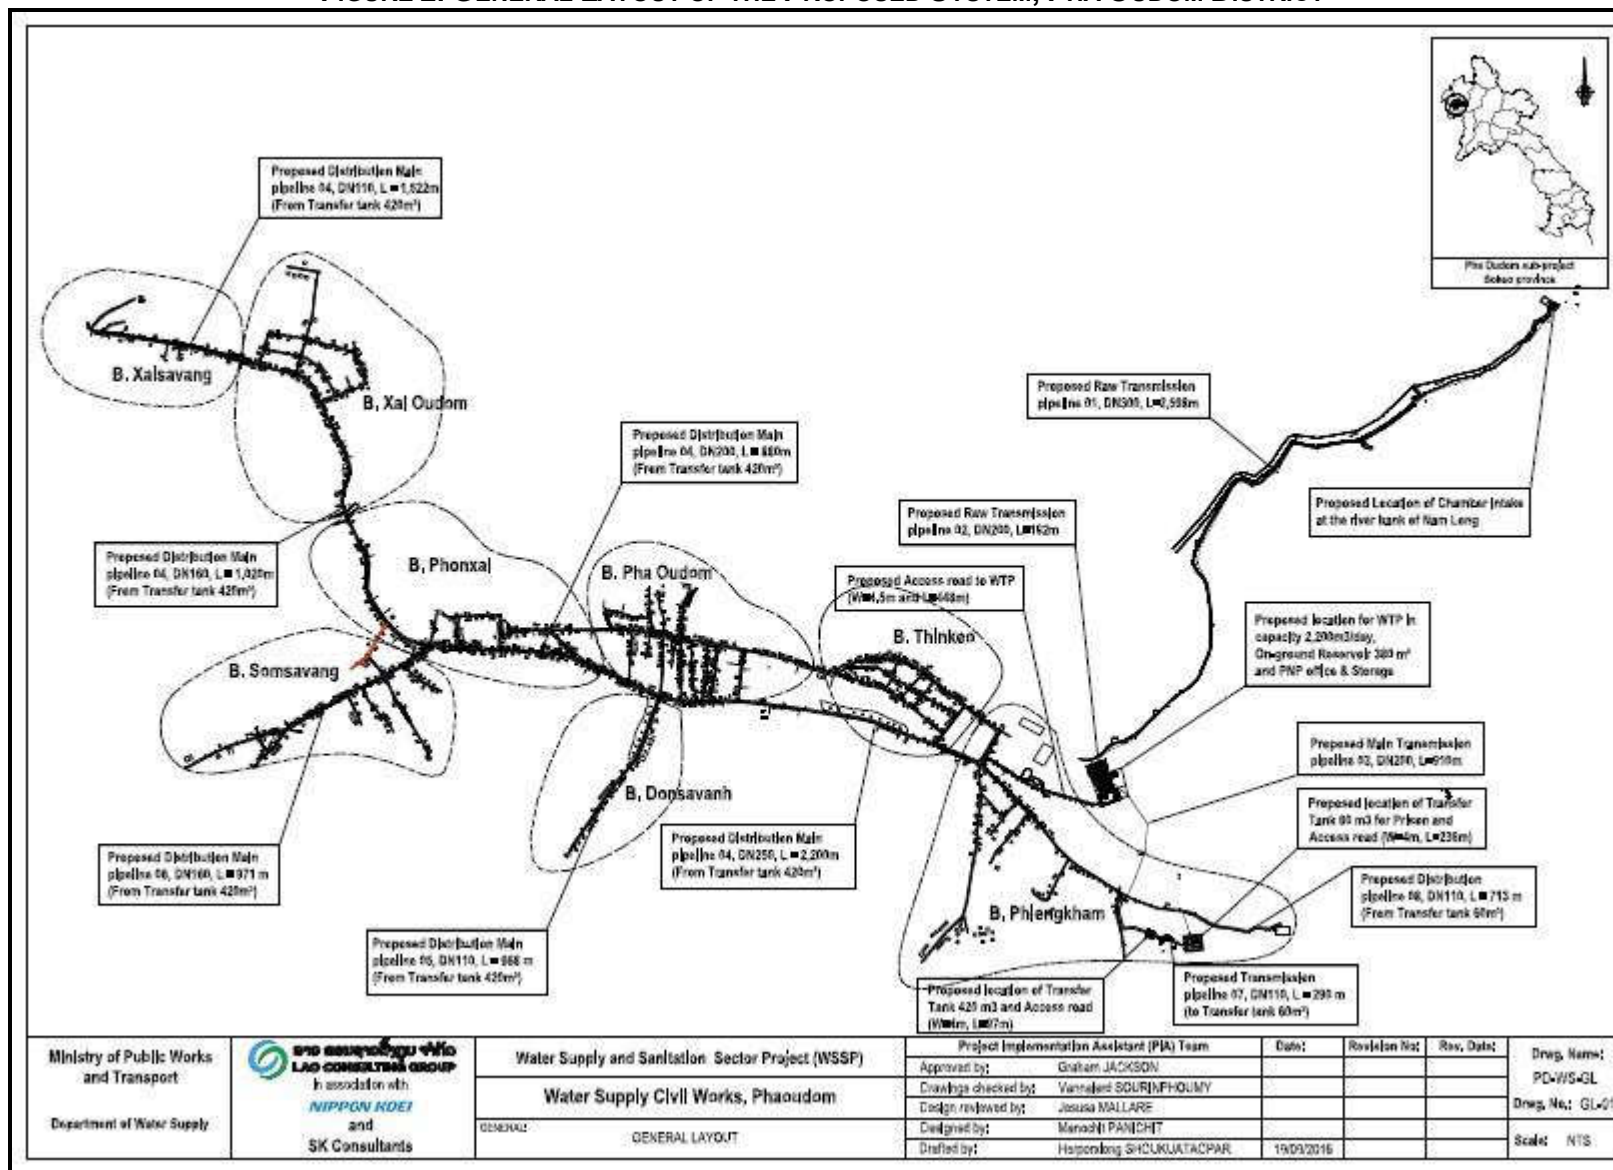 FIGURE 2: GENERAL LAYOUT OF THE PROPOSED SYSTEM, PHA OUDOM DISTRICT
Pha Oudom sub-project
Bokeo province
Proposed Distribution Main
pipeline 04, DN110, L = 1,522m
(From Transfer tank 420m³)
B. Xaisavang
B, Xai Oudom
Proposed Raw Transmission
pipeline 01, DN300, L=2,598m
Proposed Distribution Main
pipeline 04, DN200, L = 680m
(From Transfer tank 420m³)
Proposed Location of Chamber Intake
at the river bank of Nam Leng
Proposed Raw Transmission
pipeline 02, DN200, L=192m
Proposed Distribution Main
pipeline 04, DN160, L = 1,020m
(From Transfer tank 420m³)
B, Phonxai
B. Pha Oudom
Proposed Access road to WTP
Proposed location for WTP in
capacity 2,200m3/day,
On-ground Reservoir 380 m³
and PNP office & Storage
B. Thinkeo
B. Somsavang
Proposed Main Transmission
pipeline 03, DN200, L=910m
B, Donsavanh
Proposed location of Transfer
Tank 60 m3 for Prison and
Access road (W=4m, L=236m)
Proposed Distribution Main
pipeline 04, DN250, L = 2,200m
(From Transfer tank 420m³)
Proposed Distribution Main
pipeline 06, DN160, L = 971 m
(From Transfer tank 420m³)
Proposed Distribution
pipeline 08, DN110, L = 713 m
(From Transfer tank 60m³)
B, Phiengkham
Proposed Distribution Main
pipeline 05, DN110, L = 668 m
(From Transfer tank 420m³)
Proposed location of Transfer
Tank 420 m3 and Access road
(W=4m, L=97m)
Proposed Transmission
pipeline 07, DN110, L = 290 m
(to Transfer tank 60m³)
Ministry of Public Works
and Transport
Department of Water Supply
LAO CONSULTING GROUP
in association with
NIPPON KOEI
and
SK Consultants
Water Supply and Sanitation Sector Project (WSSP)
Water Supply Civil Works, Phaoudom
GENERAL:
GENERAL LAYOUT
Project Implementation Assistant (PIA) Team
Date:
Revision No:
Rev, Date:
Approved by: Graham JACKSON
Drawings checked by: SOURINPHOUMY
Design reviewed by: MALLARE
Designed by: PANICHIT
Drafted by:
19/09/2016
Drwg, Name:
PD-WS-GL
Drwg, No,: GL-01
Scale: NTS